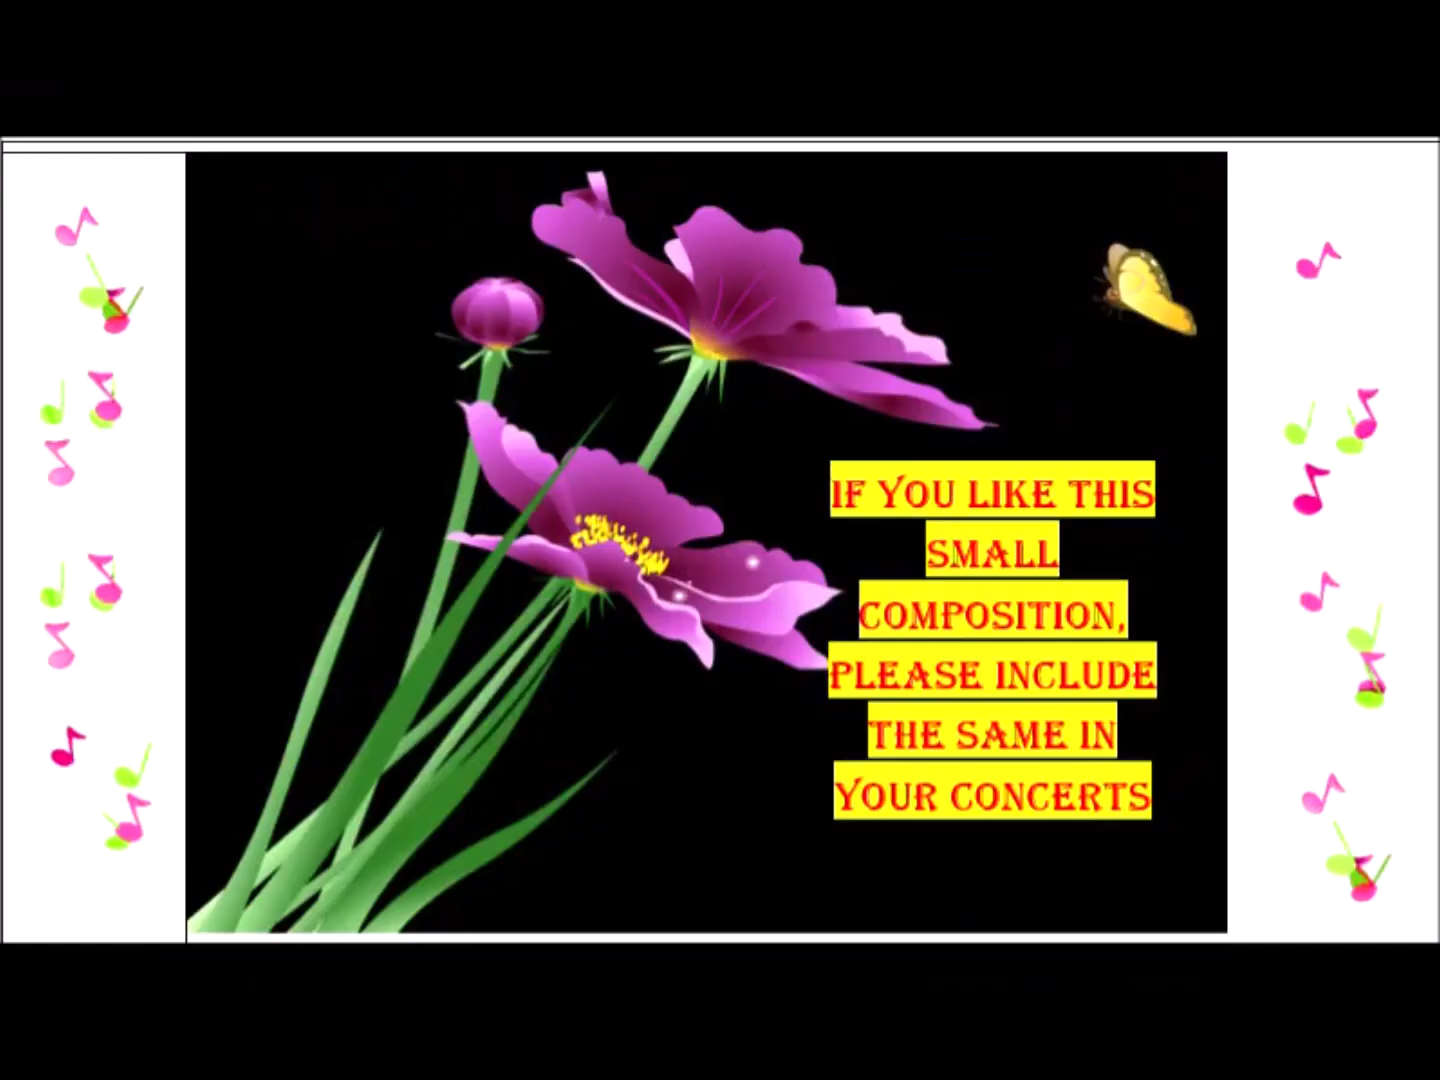 IF YOU LIKE THIS
SMALL
COMPOSITION,
PLEASE INCLUDE
THE SAME IN
YOUR CONCERTS